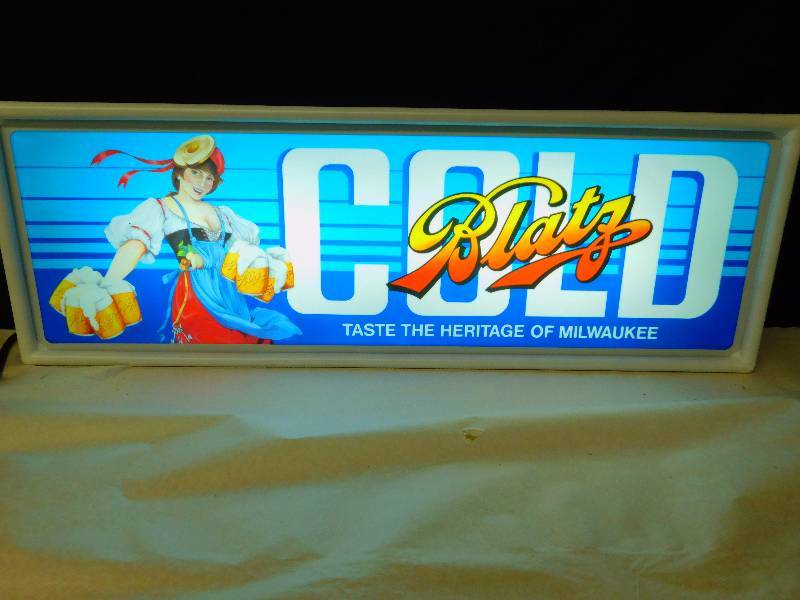 COLD
Blatz
TASTE THE HERITAGE OF MILWAUKEE